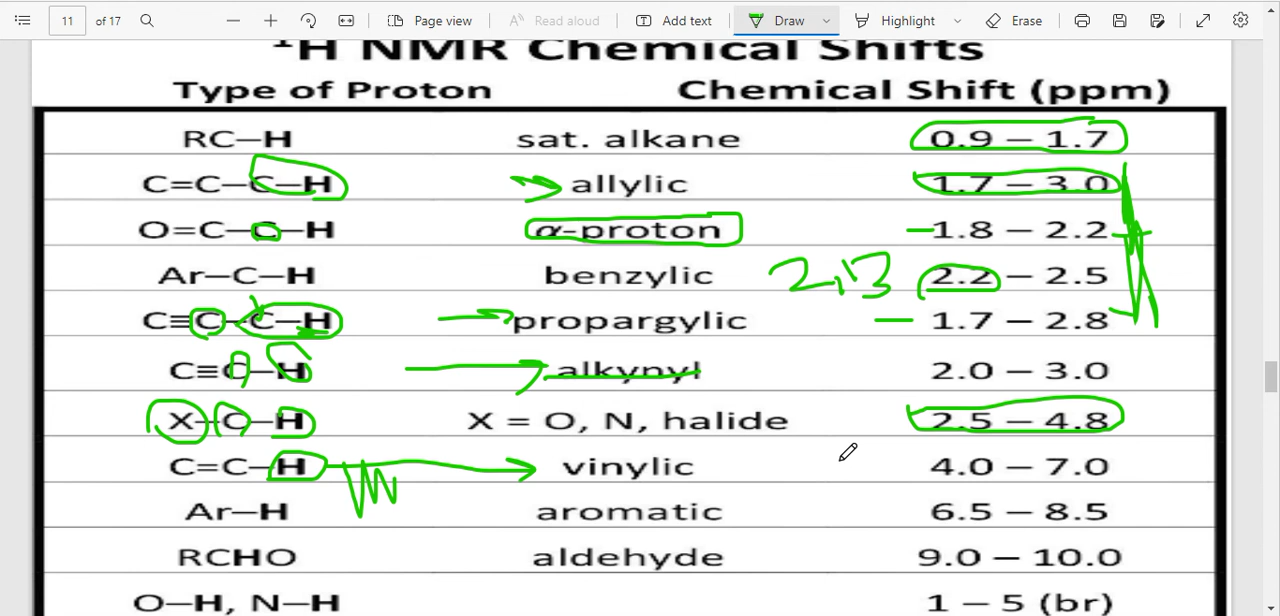 11 of 17 Page view Read aloud Add text Draw Highlight Erase
¹H NMR Chemical Shifts
Type of Proton Chemical Shift (ppm)
RC–H sat. alkane 0.9 – 1.7
C=C–C–H allylic 1.7 – 3.0
O=C–C–H α-proton 1.8 – 2.2
Ar–C–H benzylic 2,13 2.2 – 2.5
C≡C–C–H propargylic 1.7 – 2.8
C≡C–H alkynyl 2.0 – 3.0
X–C–H X = O, N, halide 2.5 – 4.8
C=C–H vinylic 4.0 – 7.0
Ar–H aromatic 6.5 – 8.5
RCHO aldehyde 9.0 – 10.0
O–H, N–H 1 – 5 (br)